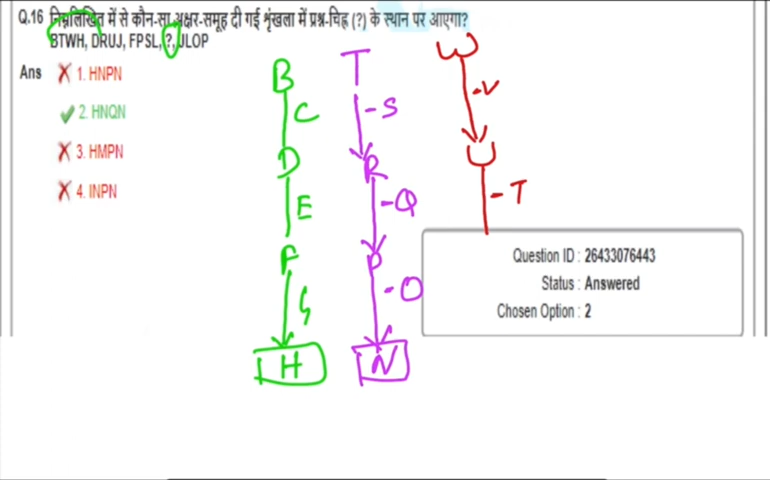 Q.16 निम्नलिखित में से कौन-सा अक्षर-समूह दी गई श्रृंखला में प्रश्न-चिह्न (?) के स्थान पर आएगा?
BTWH, DRUJ, FPSL, ?, JLOP
Ans 1. HNPN
2. HNQN
3. HMPN
4. INPN
Question ID : 26433076443
Status : Answered
Chosen Option : 2
B T W
C -S -V
D R U
E -Q -T
F P
G -O
H N